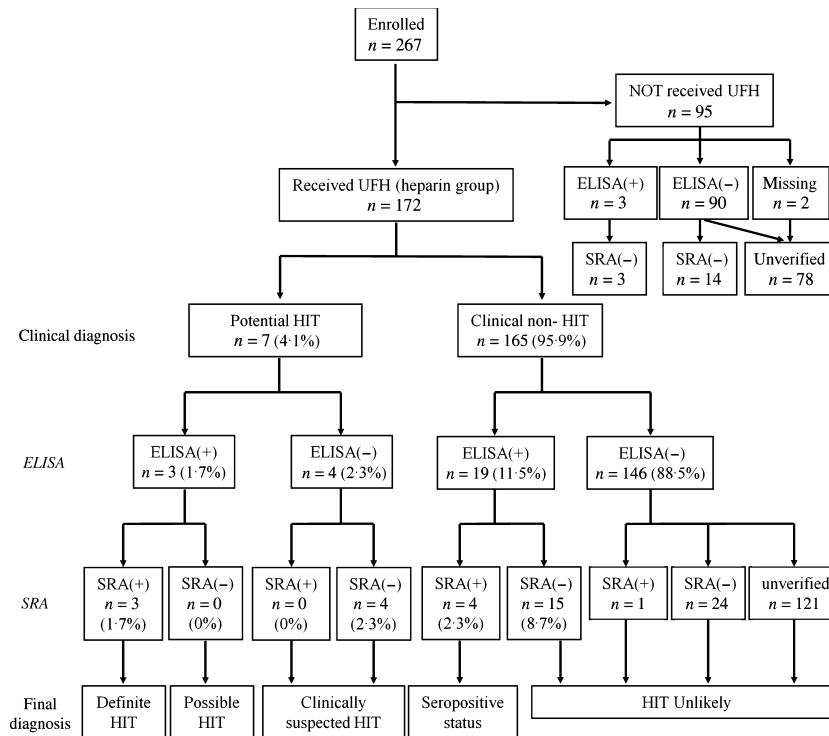 Enrolled
n = 267
NOT received UFH
n = 95
Received UFH (heparin group)
n = 172
ELISA(+)
n = 3
ELISA(−)
n = 90
Missing
n = 2
SRA(−)
n = 3
SRA(−)
n = 14
Unverified
n = 78
Clinical diagnosis
Potential HIT
n = 7 (4·1%)
Clinical non- HIT
n = 165 (95·9%)
ELISA
ELISA(+)
n = 3 (1·7%)
ELISA(−)
n = 4 (2·3%)
ELISA(+)
n = 19 (11·5%)
ELISA(−)
n = 146 (88·5%)
SRA
SRA(+)
n = 3
(1·7%)
SRA(−)
n = 0
(0%)
SRA(+)
n = 0
(0%)
SRA(−)
n = 4
(2·3%)
SRA(+)
n = 4
(2·3%)
SRA(−)
n = 15
(8·7%)
SRA(+)
n = 1
SRA(−)
n = 24
unverified
n = 121
Final
diagnosis
Definite
HIT
Possible
HIT
Clinically
suspected HIT
Seropositive
status
HIT Unlikely